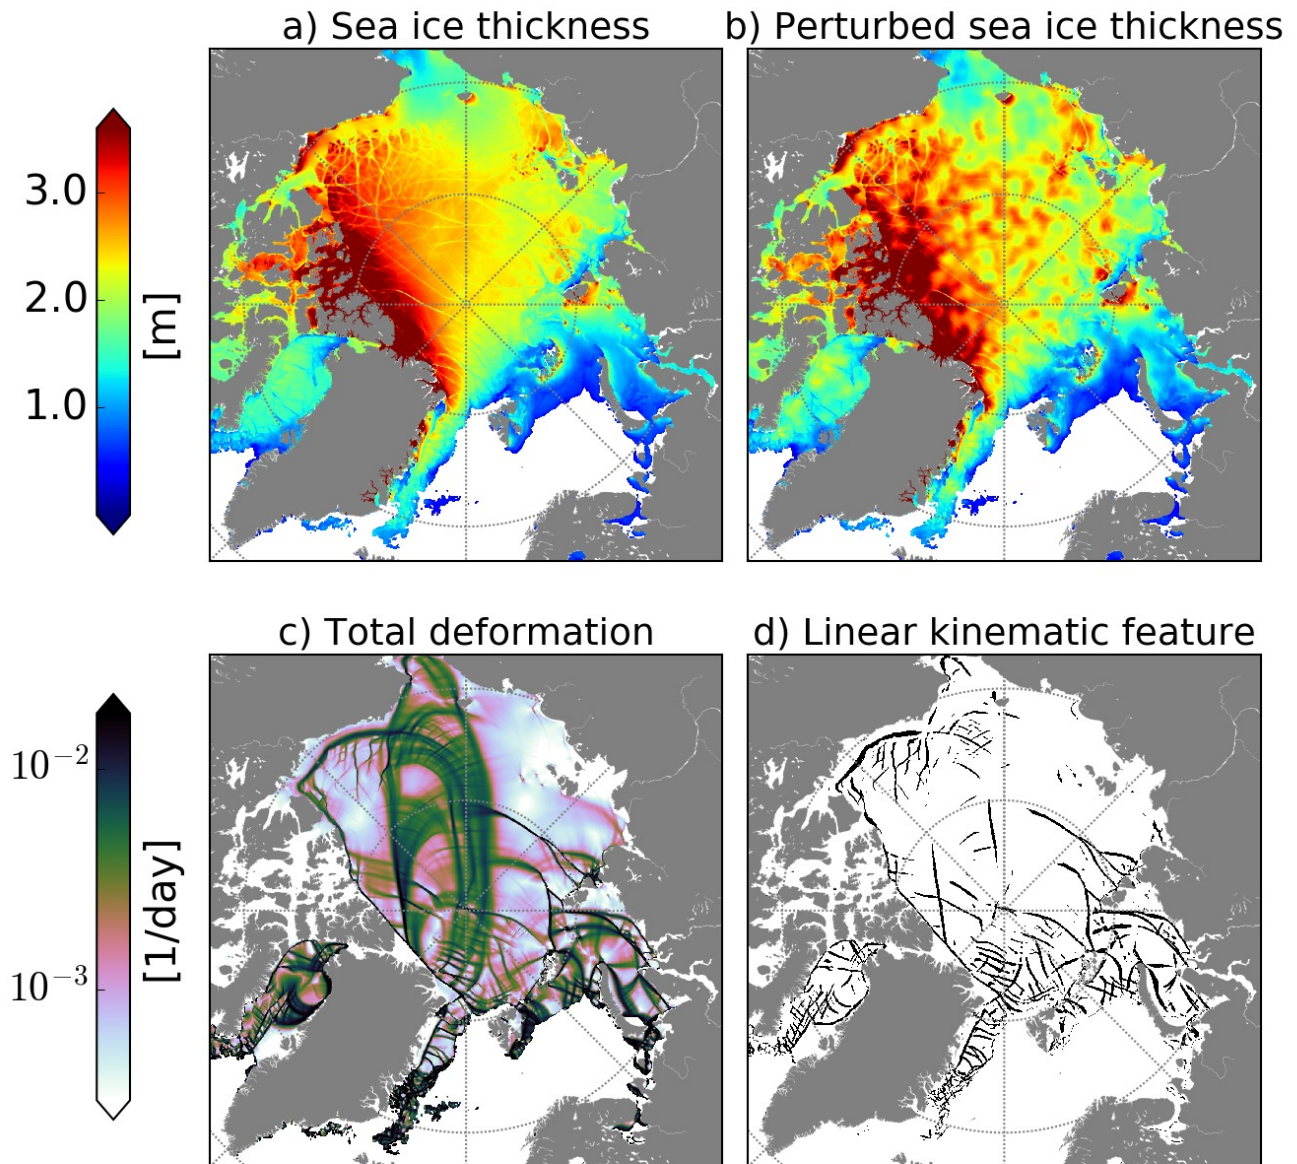 a) Sea ice thickness
b) Perturbed sea ice thickness
3.0
2.0
1.0
[m]
c) Total deformation
d) Linear kinematic feature
10⁻²
10⁻³
[1/day]